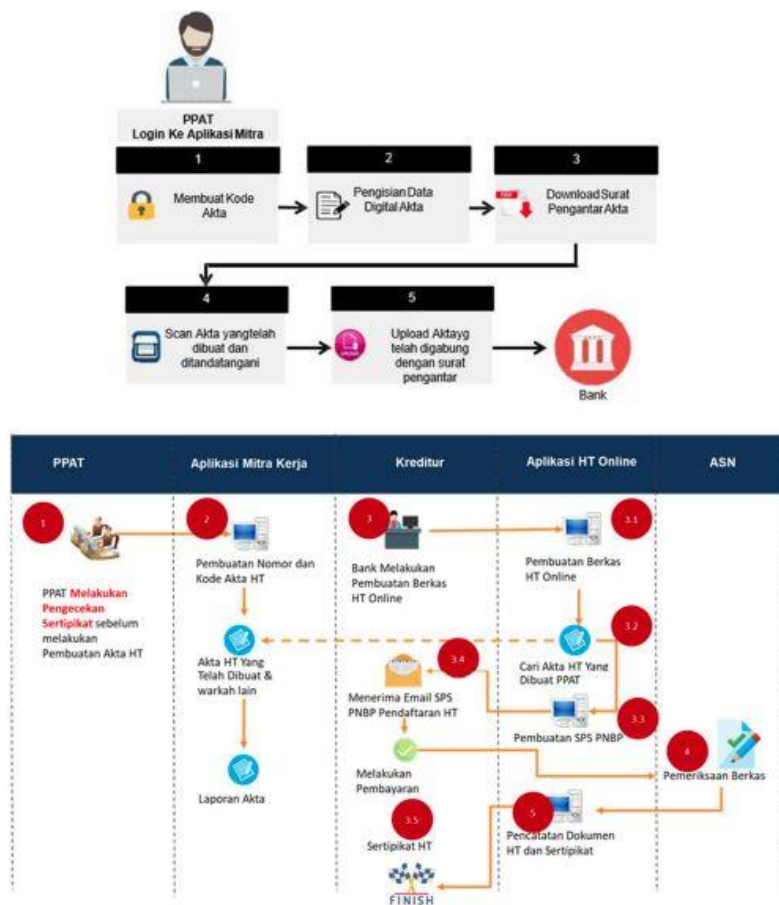 PPAT
Login Ke Aplikasi Mitra
1
Membuat Kode
Akta
2
Pengisian Data
Digital Akta
3
PDF
Download Surat
Pengantar Akta
4
Scan Akta yangtelah
dibuat dan
ditandatangani
5
Upload Aktayg
telah digabung
dengan surat
pengantar
Bank
PPAT
Aplikasi Mitra Kerja
Kreditur
Aplikasi HT Online
ASN
1
PPAT Melakukan
Pengecekan
Sertipikat sebelum
melakukan
Pembuatan Akta HT
2
Pembuatan Nomor dan
Kode Akta HT
Akta HT Yang
Telah Dibuat &
warkah lain
Laporan Akta
3
Bank Melakukan
Pembuatan Berkas
HT Online
3.1
Pembuatan Berkas
HT Online
3.2
Cari Akta HT Yang
Dibuat PPAT
3.3
Pembuatan SPS PNBP
3.4
Menerima Email SPS
PNBP Pendaftaran HT
Melakukan
Pembayaran
4
Pemeriksaan Berkas
5
Pencatatan Dokumen
HT dan Sertipikat
3.5
Sertipikat HT
FINISH